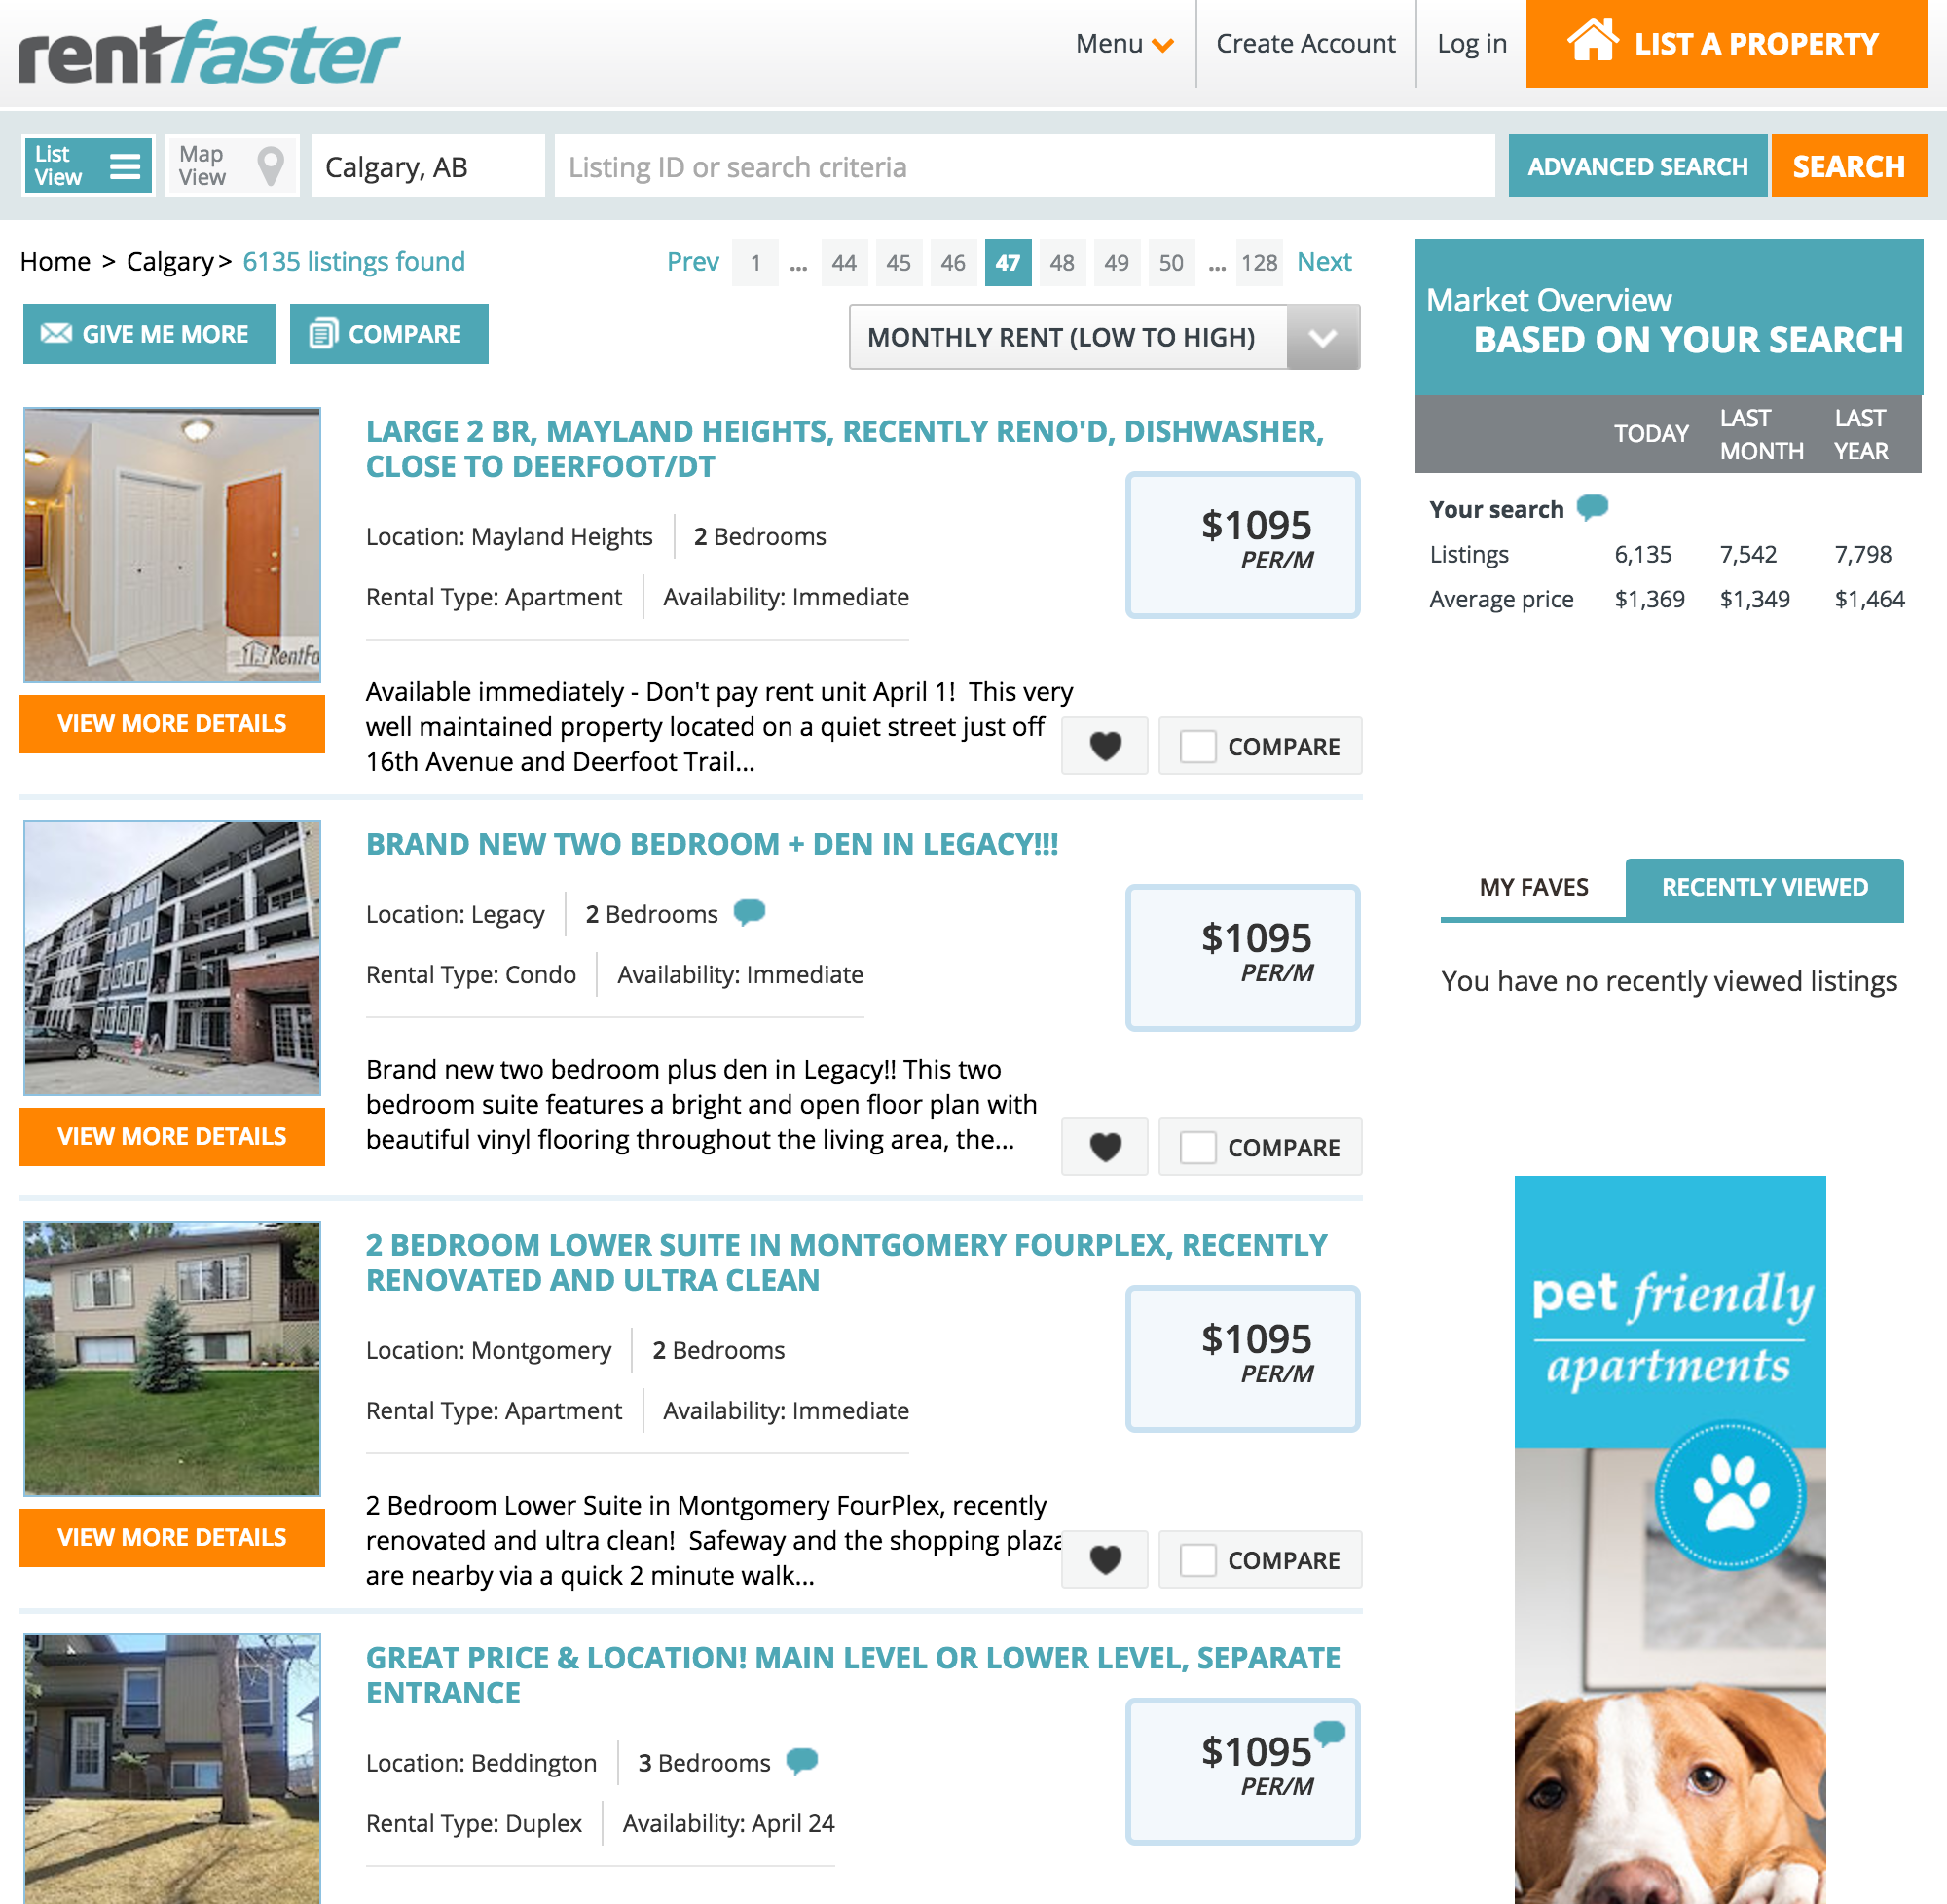 rentfaster
Menu
Create Account
Log in
LIST A PROPERTY
List
View
Map
View
Calgary, AB
Listing ID or search criteria
ADVANCED SEARCH
SEARCH
Home > Calgary > 6135 listings found
Prev 1 ... 44 45 46 47 48 49 50 ... 128 Next
GIVE ME MORE
COMPARE
MONTHLY RENT (LOW TO HIGH)
LARGE 2 BR, MAYLAND HEIGHTS, RECENTLY RENO'D, DISHWASHER,
CLOSE TO DEERFOOT/DT
Location: Mayland Heights
2 Bedrooms
Rental Type: Apartment
Availability: Immediate
$1095
PER/M
RentFo
VIEW MORE DETAILS
Available immediately - Don't pay rent unit April 1!  This very
well maintained property located on a quiet street just off
16th Avenue and Deerfoot Trail...
COMPARE
BRAND NEW TWO BEDROOM + DEN IN LEGACY!!!
Location: Legacy
2 Bedrooms
Rental Type: Condo
Availability: Immediate
$1095
PER/M
VIEW MORE DETAILS
Brand new two bedroom plus den in Legacy!! This two
bedroom suite features a bright and open floor plan with
beautiful vinyl flooring throughout the living area, the...
COMPARE
2 BEDROOM LOWER SUITE IN MONTGOMERY FOURPLEX, RECENTLY
RENOVATED AND ULTRA CLEAN
Location: Montgomery
2 Bedrooms
Rental Type: Apartment
Availability: Immediate
$1095
PER/M
VIEW MORE DETAILS
2 Bedroom Lower Suite in Montgomery FourPlex, recently
renovated and ultra clean!  Safeway and the shopping plaza
are nearby via a quick 2 minute walk...
COMPARE
GREAT PRICE & LOCATION! MAIN LEVEL OR LOWER LEVEL, SEPARATE
ENTRANCE
Location: Beddington
3 Bedrooms
Rental Type: Duplex
Availability: April 24
$1095
PER/M
Market Overview
BASED ON YOUR SEARCH
TODAY
LAST
MONTH
LAST
YEAR
Your search
Listings 6,135 7,542 7,798
Average price $1,369 $1,349 $1,464
MY FAVES
RECENTLY VIEWED
You have no recently viewed listings
pet friendly
apartments